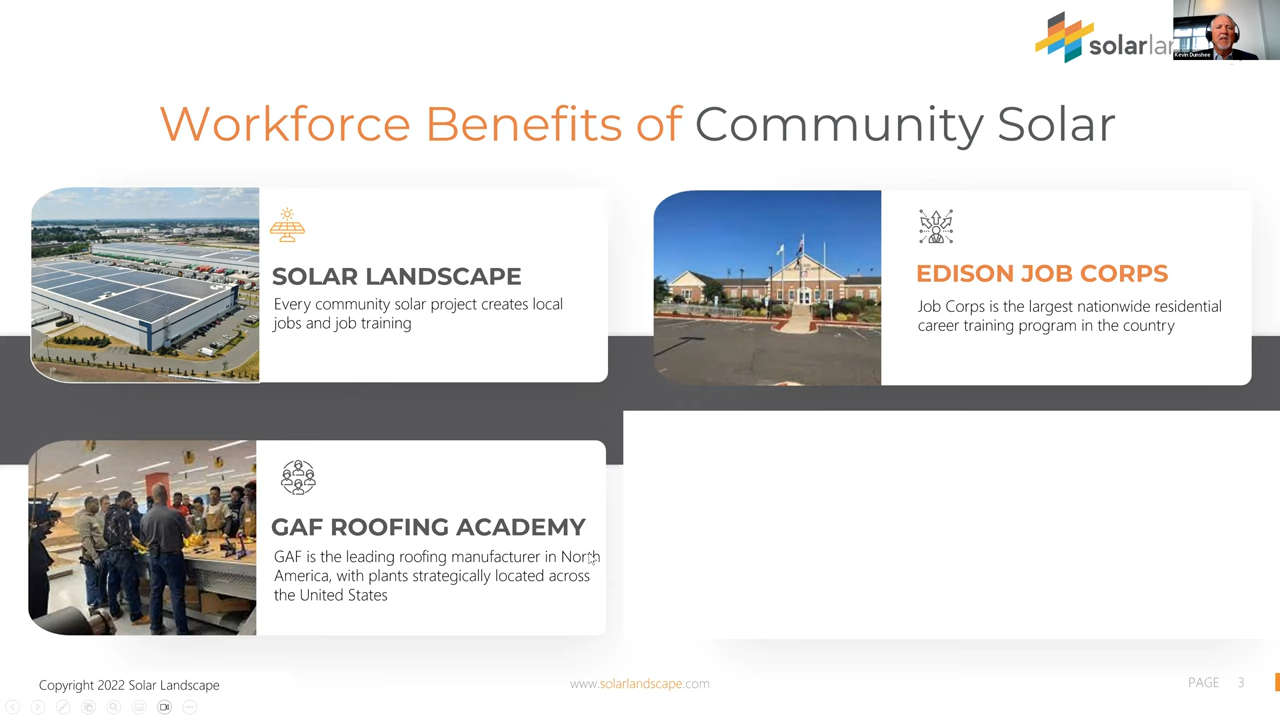 solarlan
Kevin Dunshee
Workforce Benefits of Community Solar
SOLAR LANDSCAPE
Every community solar project creates local
jobs and job training
EDISON JOB CORPS
Job Corps is the largest nationwide residential
career training program in the country
GAF ROOFING ACADEMY
GAF is the leading roofing manufacturer in North
America, with plants strategically located across
the United States
Copyright 2022 Solar Landscape
www.solarlandscape.com
PAGE 3